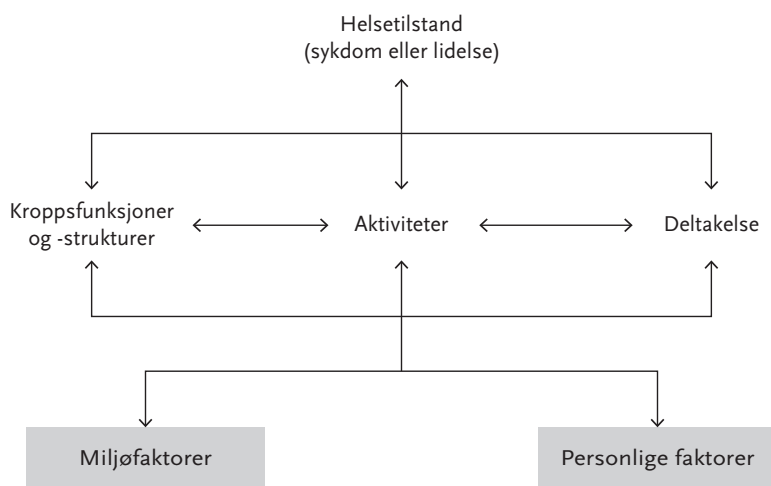 Helsetilstand
(sykdom eller lidelse)
Kroppsfunksjoner
og -strukturer
Aktiviteter
Deltakelse
Miljøfaktorer
Personlige faktorer